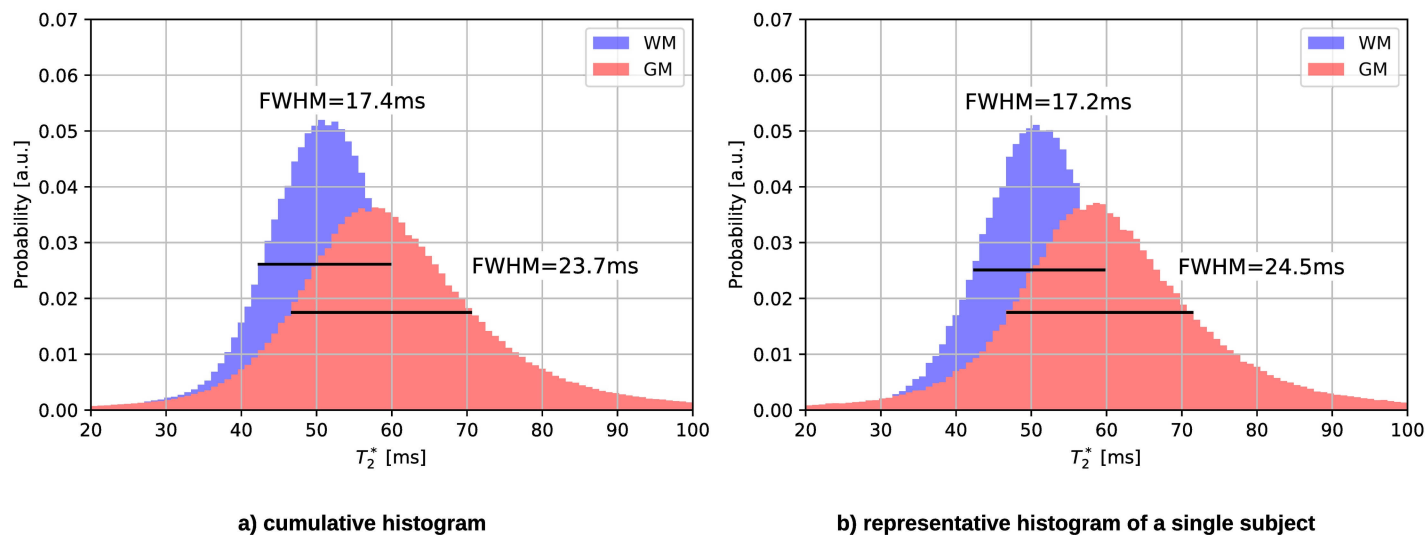 0.07
0.06
0.05
0.04
0.03
0.02
0.01
0.00
Probability [a.u.]
WM
GM
FWHM=17.4ms
FWHM=23.7ms
20 30 40 50 60 70 80 90 100
T₂* [ms]
a) cumulative histogram
0.07
0.06
0.05
0.04
0.03
0.02
0.01
0.00
Probability [a.u.]
WM
GM
FWHM=17.2ms
FWHM=24.5ms
20 30 40 50 60 70 80 90 100
T₂* [ms]
b) representative histogram of a single subject